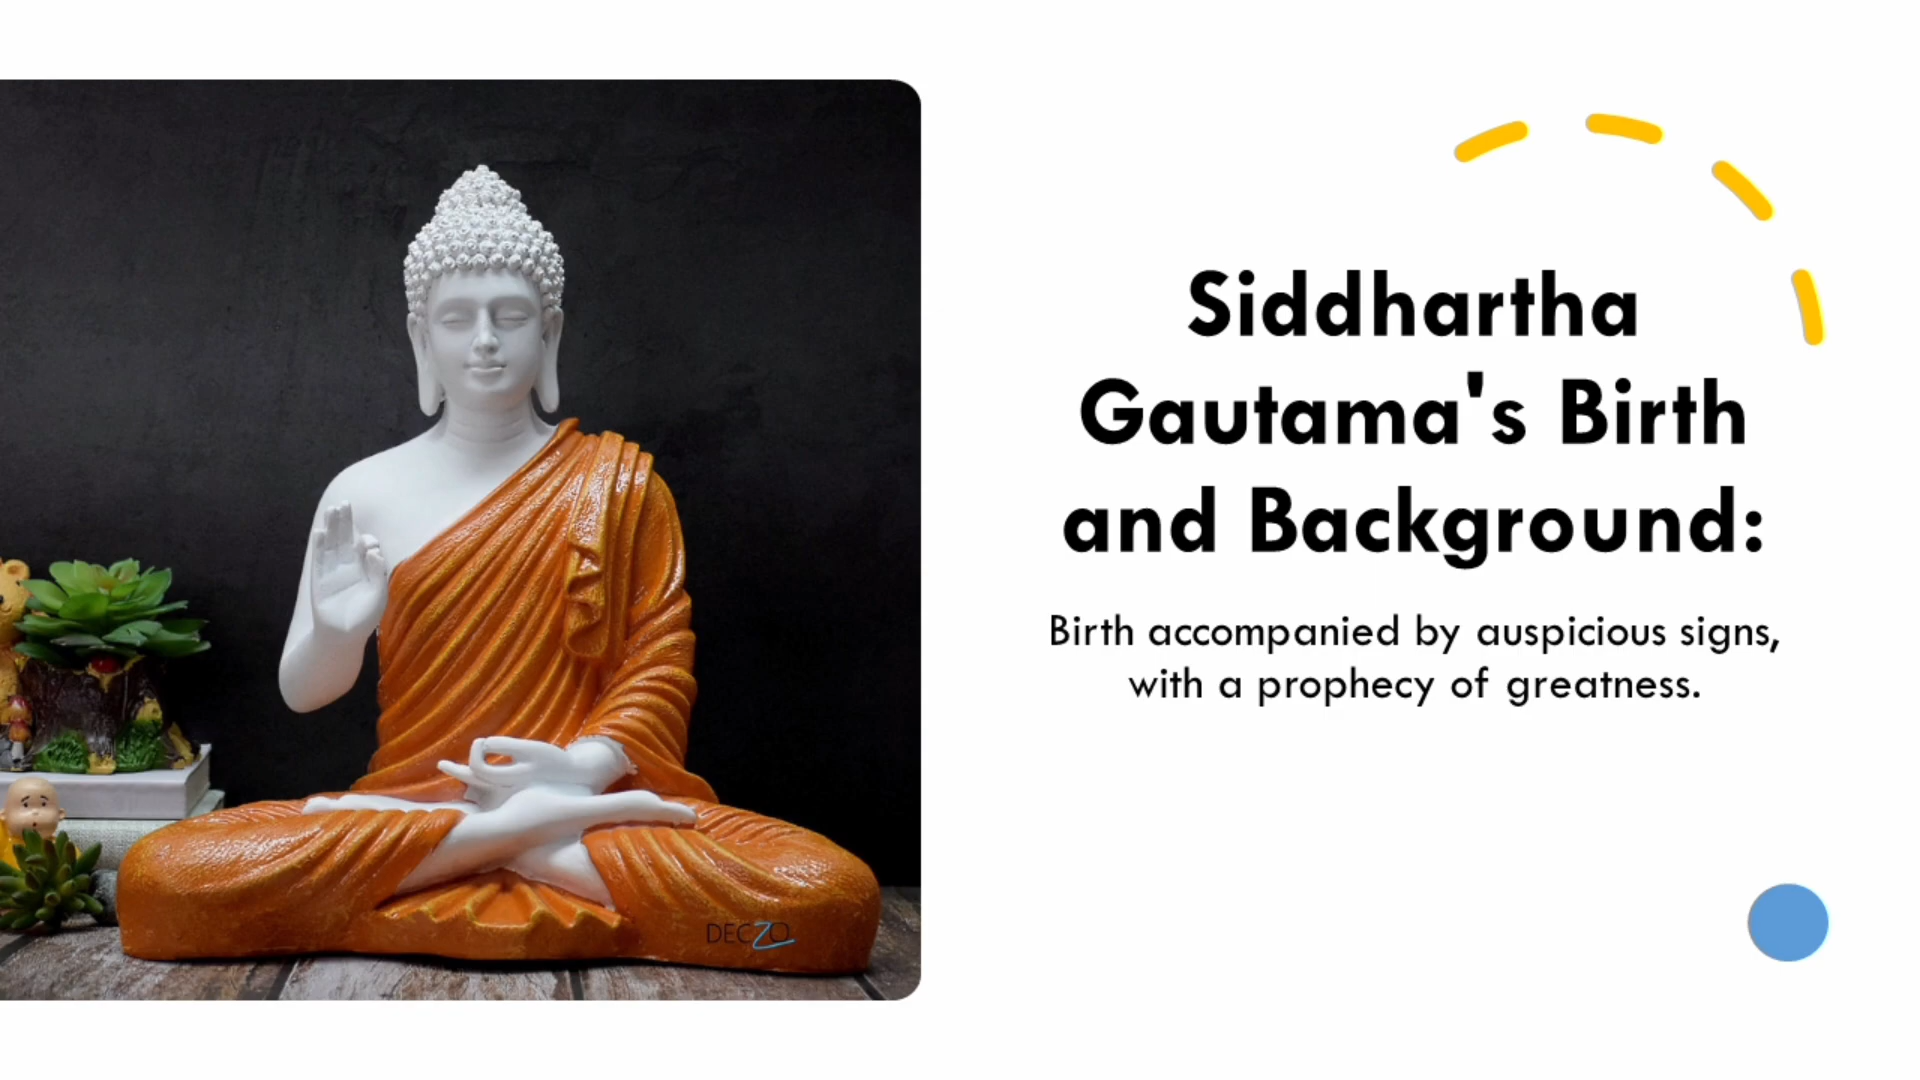 DECZO
Siddhartha
Gautama's Birth
and Background:
Birth accompanied by auspicious signs,
with a prophecy of greatness.